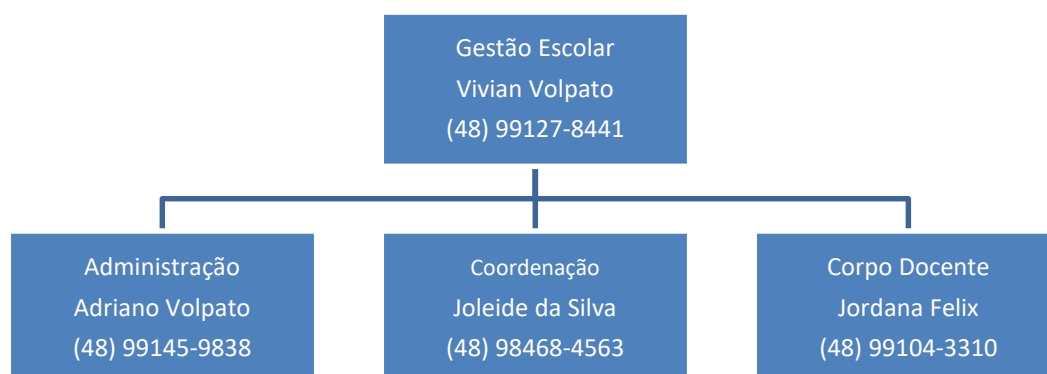 Gestão Escolar
Vivian Volpato
(48) 99127-8441
Administração
Adriano Volpato
(48) 99145-9838
Coordenação
Joleide da Silva
(48) 98468-4563
Corpo Docente
Jordana Felix
(48) 99104-3310